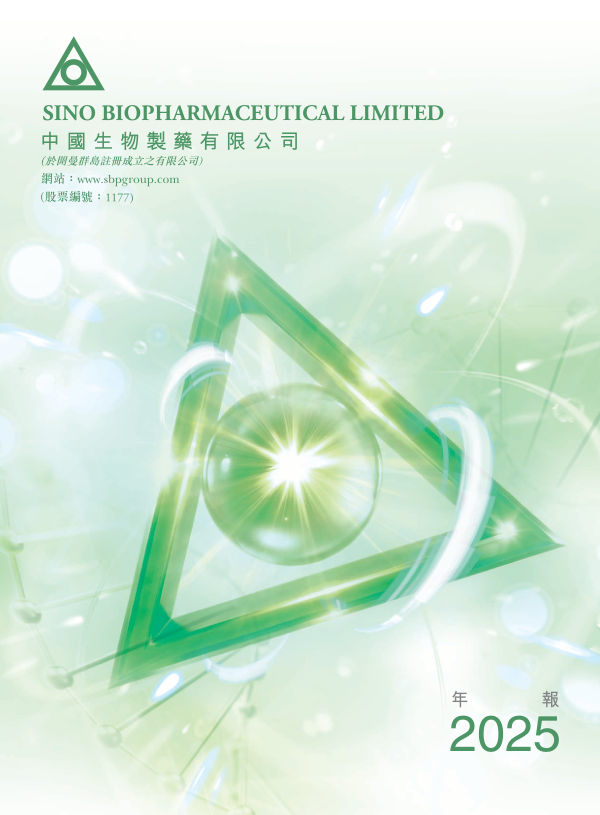 SINO BIOPHARMACEUTICAL LIMITED
中國生物製藥有限公司
(於開曼群島註冊成立之有限公司)
網站：www.sbpgroup.com
(股票編號：1177)
年 報
2025